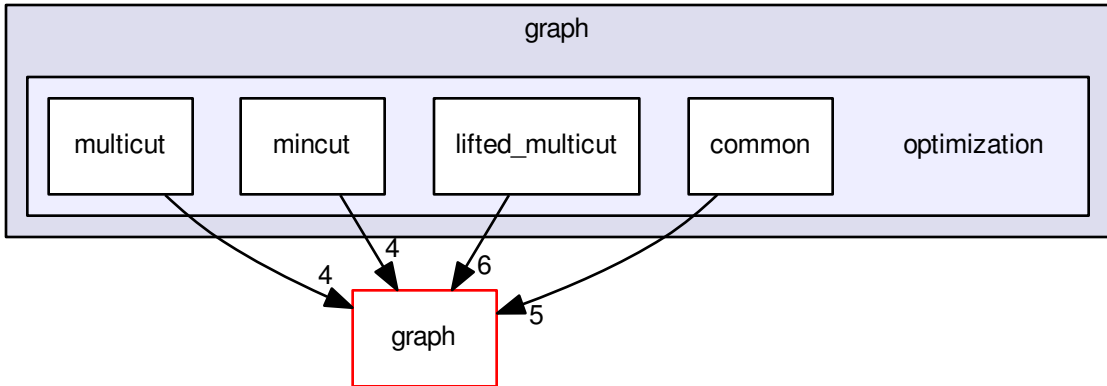 graph
multicut
mincut
lifted_multicut
common
optimization
4
4
6
5
graph